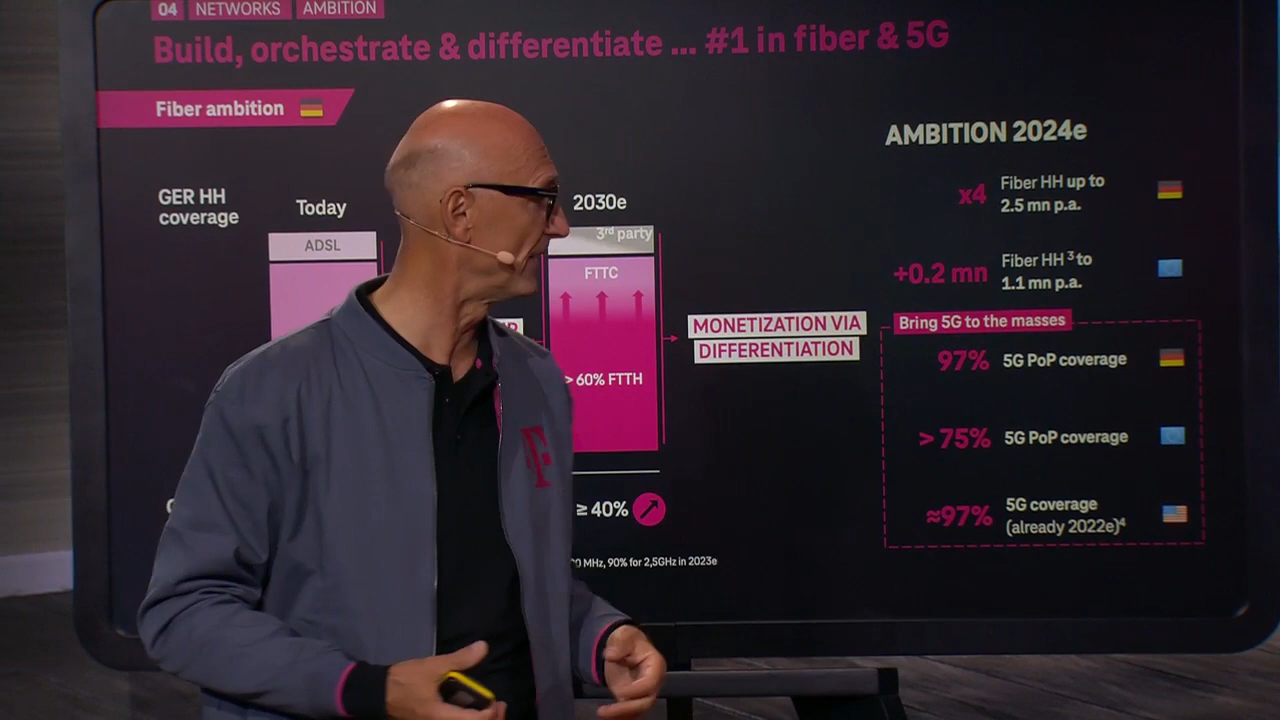 04 NETWORKS AMBITION
Build, orchestrate & differentiate ... #1 in fiber & 5G
Fiber ambition
GER HH
coverage
Today
ADSL
2030e
3rd party
FTTC
> 60% FTTH
≥ 40%
MONETIZATION VIA
DIFFERENTIATION
AMBITION 2024e
x4
Fiber HH up to
2.5 mn p.a.
+0.2 mn
Fiber HH 3 to
1.1 mn p.a.
Bring 5G to the masses
97% 5G PoP coverage
> 75% 5G PoP coverage
≈97%
5G coverage
(already 2022e)4
MHz, 90% for 2,5GHz in 2023e
T